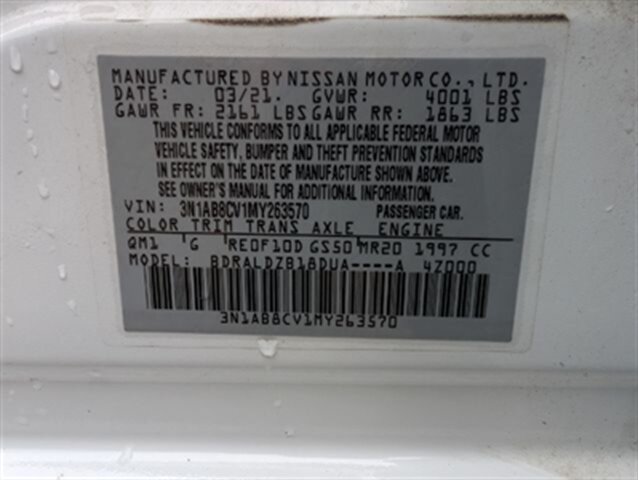 MANUFACTURED BY NISSAN MOTOR CO., LTD.
DATE: 03/21. GVWR: 4001 LBS
GAWR FR: 2161 LBS GAWR RR: 1863 LBS
THIS VEHICLE CONFORMS TO ALL APPLICABLE FEDERAL MOTOR
VEHICLE SAFETY, BUMPER AND THEFT PREVENTION STANDARDS
IN EFFECT ON THE DATE OF MANUFACTURE SHOWN ABOVE.
SEE OWNER'S MANUAL FOR ADDITIONAL INFORMATION.
VIN: 3N1AB8CV1MY263570 PASSENGER CAR.
COLOR TRIM TRANS AXLE ENGINE
QM1 G RE0F10D GS50 MR20 1997 CC
MODEL: BDRALDZB18DUA----A 4Z000
3N1AB8CV1MY263570